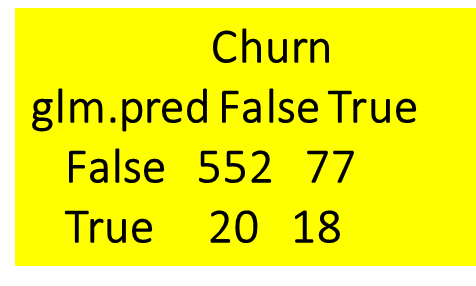 Churn
glm.pred False True
False 552 77
True 20 18